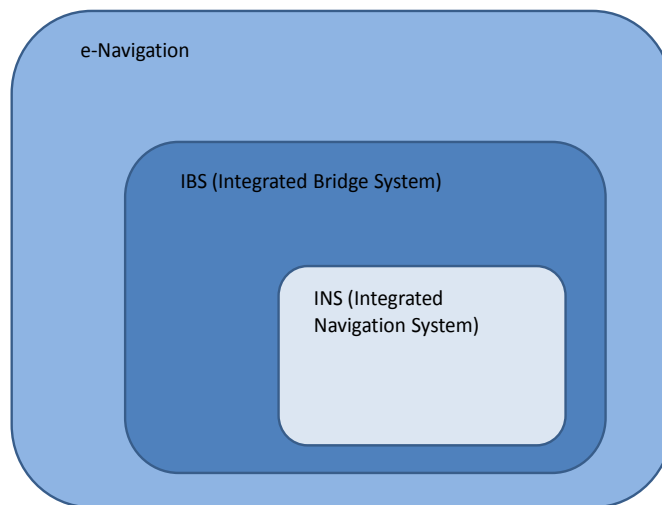 e-Navigation
IBS (Integrated Bridge System)
INS (Integrated
Navigation System)